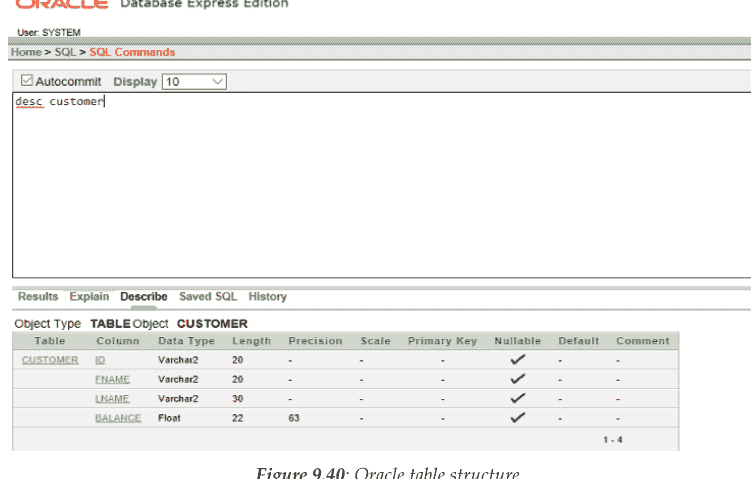 ORACLE Database Express Edition
User: SYSTEM
Home > SQL > SQL Commands
Autocommit Display 10
desc customer
Results Explain Describe Saved SQL History
Object Type TABLE Object CUSTOMER
Table Column Data Type Length Precision Scale Primary Key Nullable Default Comment
CUSTOMER ID Varchar2 20 - - - ✓ - -
FNAME Varchar2 20 - - - ✓ - -
LNAME Varchar2 30 - - - ✓ - -
BALANCE Float 22 63 - - ✓ - -
1 - 4
Figure 9.40: Oracle table structure